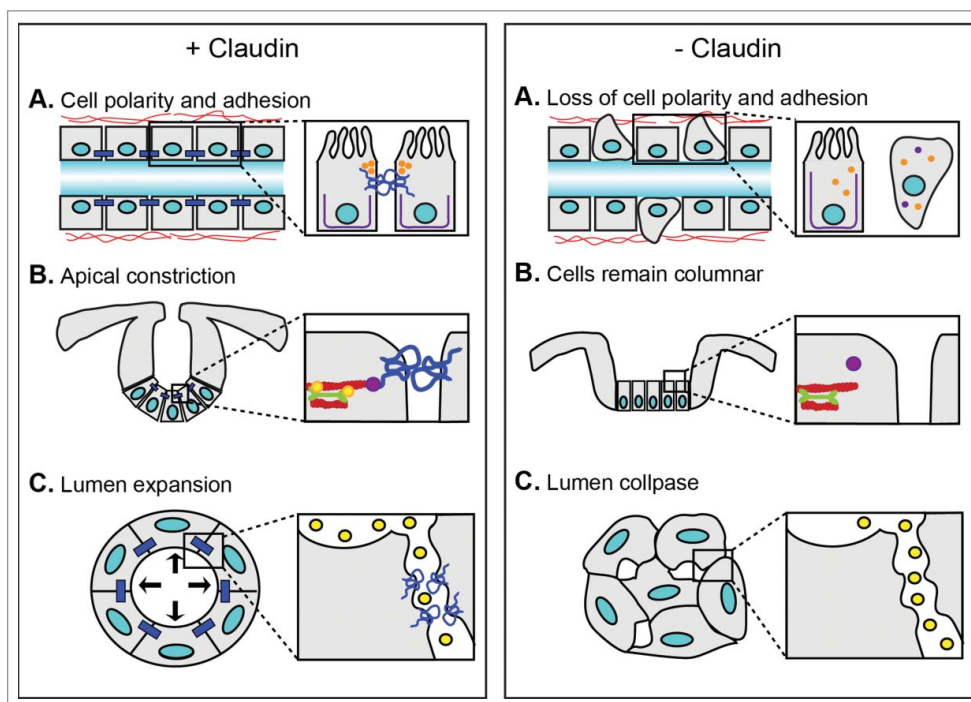 + Claudin
A. Cell polarity and adhesion
B. Apical constriction
C. Lumen expansion
- Claudin
A. Loss of cell polarity and adhesion
B. Cells remain columnar
C. Lumen collpase